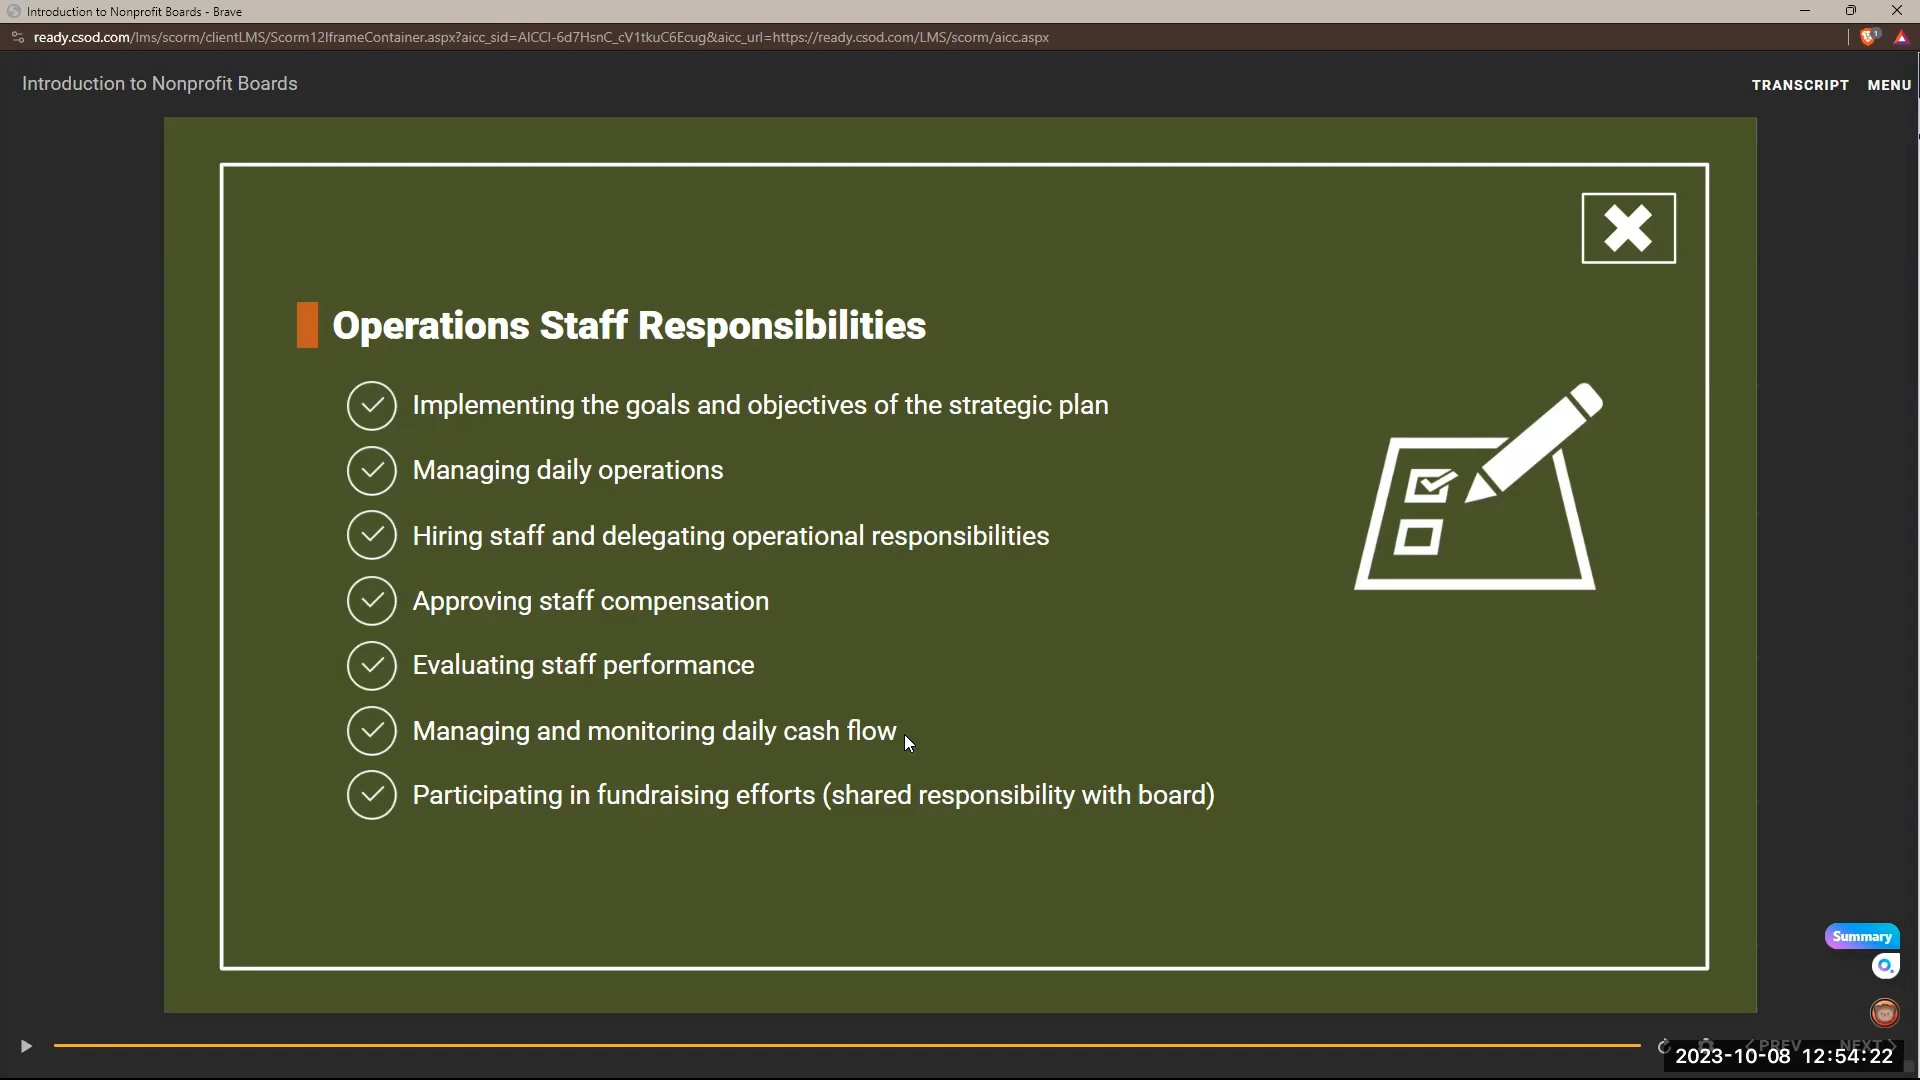 Introduction to Nonprofit Boards - Brave
ready.csod.com/lms/scorm/clientLMS/Scorm12IframeContainer.aspx?aicc_sid=AICCI-6d7HsnC_cV1tkuC6Ecug&aicc_url=https://ready.csod.com/LMS/scorm/aicc.aspx
1
Introduction to Nonprofit Boards
TRANSCRIPT MENU
Operations Staff Responsibilities
Implementing the goals and objectives of the strategic plan
Managing daily operations
Hiring staff and delegating operational responsibilities
Approving staff compensation
Evaluating staff performance
Managing and monitoring daily cash flow
Participating in fundraising efforts (shared responsibility with board)
Summary
PREV NEXT
2023-10-08 12:54:22